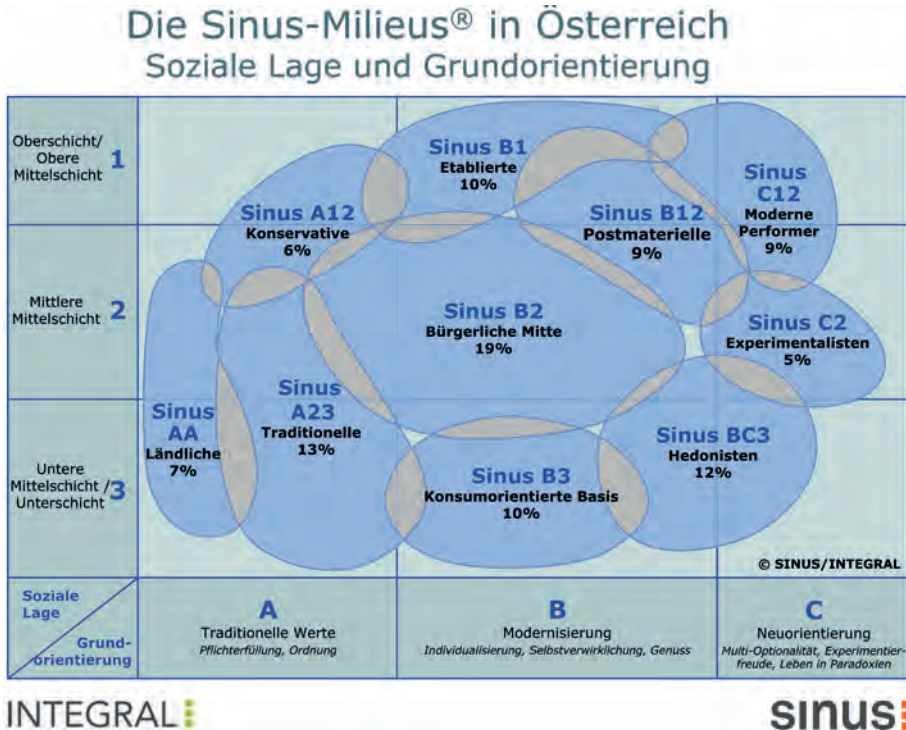 Die Sinus-Milieus® in Österreich
Soziale Lage und Grundorientierung
Oberschicht/
Obere
Mittelschicht
1
Sinus B1
Etablierte
10%
Sinus
C12
Moderne
Performer
9%
Sinus A12
Konservative
6%
Sinus B12
Postmaterielle
9%
Mittlere
Mittelschicht
2
Sinus B2
Bürgerliche Mitte
19%
Sinus C2
Experimentalisten
5%
Sinus
AA
Ländliche
7%
Sinus
A23
Traditionelle
13%
Untere
Mittelschicht /
Unterschicht
3
Sinus B3
Konsumorientierte Basis
10%
Sinus BC3
Hedonisten
12%
© SINUS/INTEGRAL
Soziale
Lage
Grund-
orientierung
A
Traditionelle Werte
Pflichterfüllung, Ordnung
B
Modernisierung
Individualisierung, Selbstverwirklichung, Genuss
C
Neuorientierung
Multi-Optionalität, Experimentier-
freude, Leben in Paradoxien
INTEGRAL
sinus